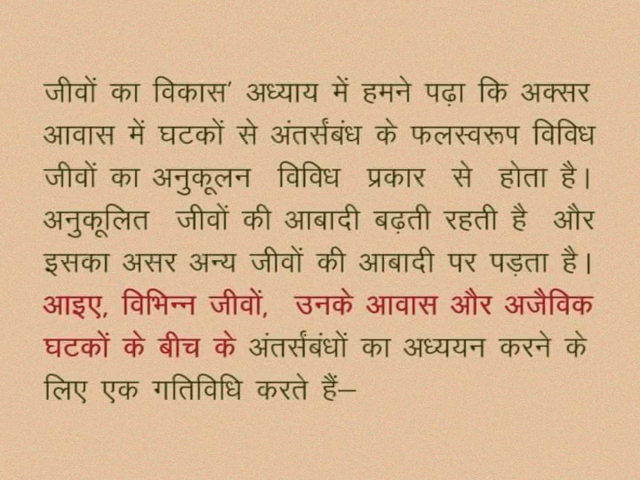 जीवों का विकास’ अध्याय में हमने पढ़ा कि अक्सर
आवास में घटकों से अंतर्संबंध के फलस्वरूप विविध
जीवों का अनुकूलन विविध प्रकार से होता है।
अनुकूलित जीवों की आबादी बढ़ती रहती है और
इसका असर अन्य जीवों की आबादी पर पड़ता है।
आइए, विभिन्न जीवों, उनके आवास और अजैविक
घटकों के बीच के अंतर्संबंधों का अध्ययन करने के
लिए एक गतिविधि करते हैं—